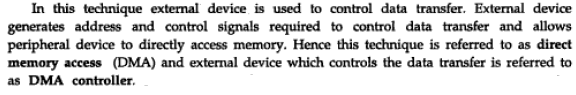 In this technique external device is used to control data transfer. External device
generates address and control signals required to control data transfer and allows
peripheral device to directly access memory. Hence this technique is referred to as direct
memory access (DMA) and external device which controls the data transfer is referred to
as DMA controller.